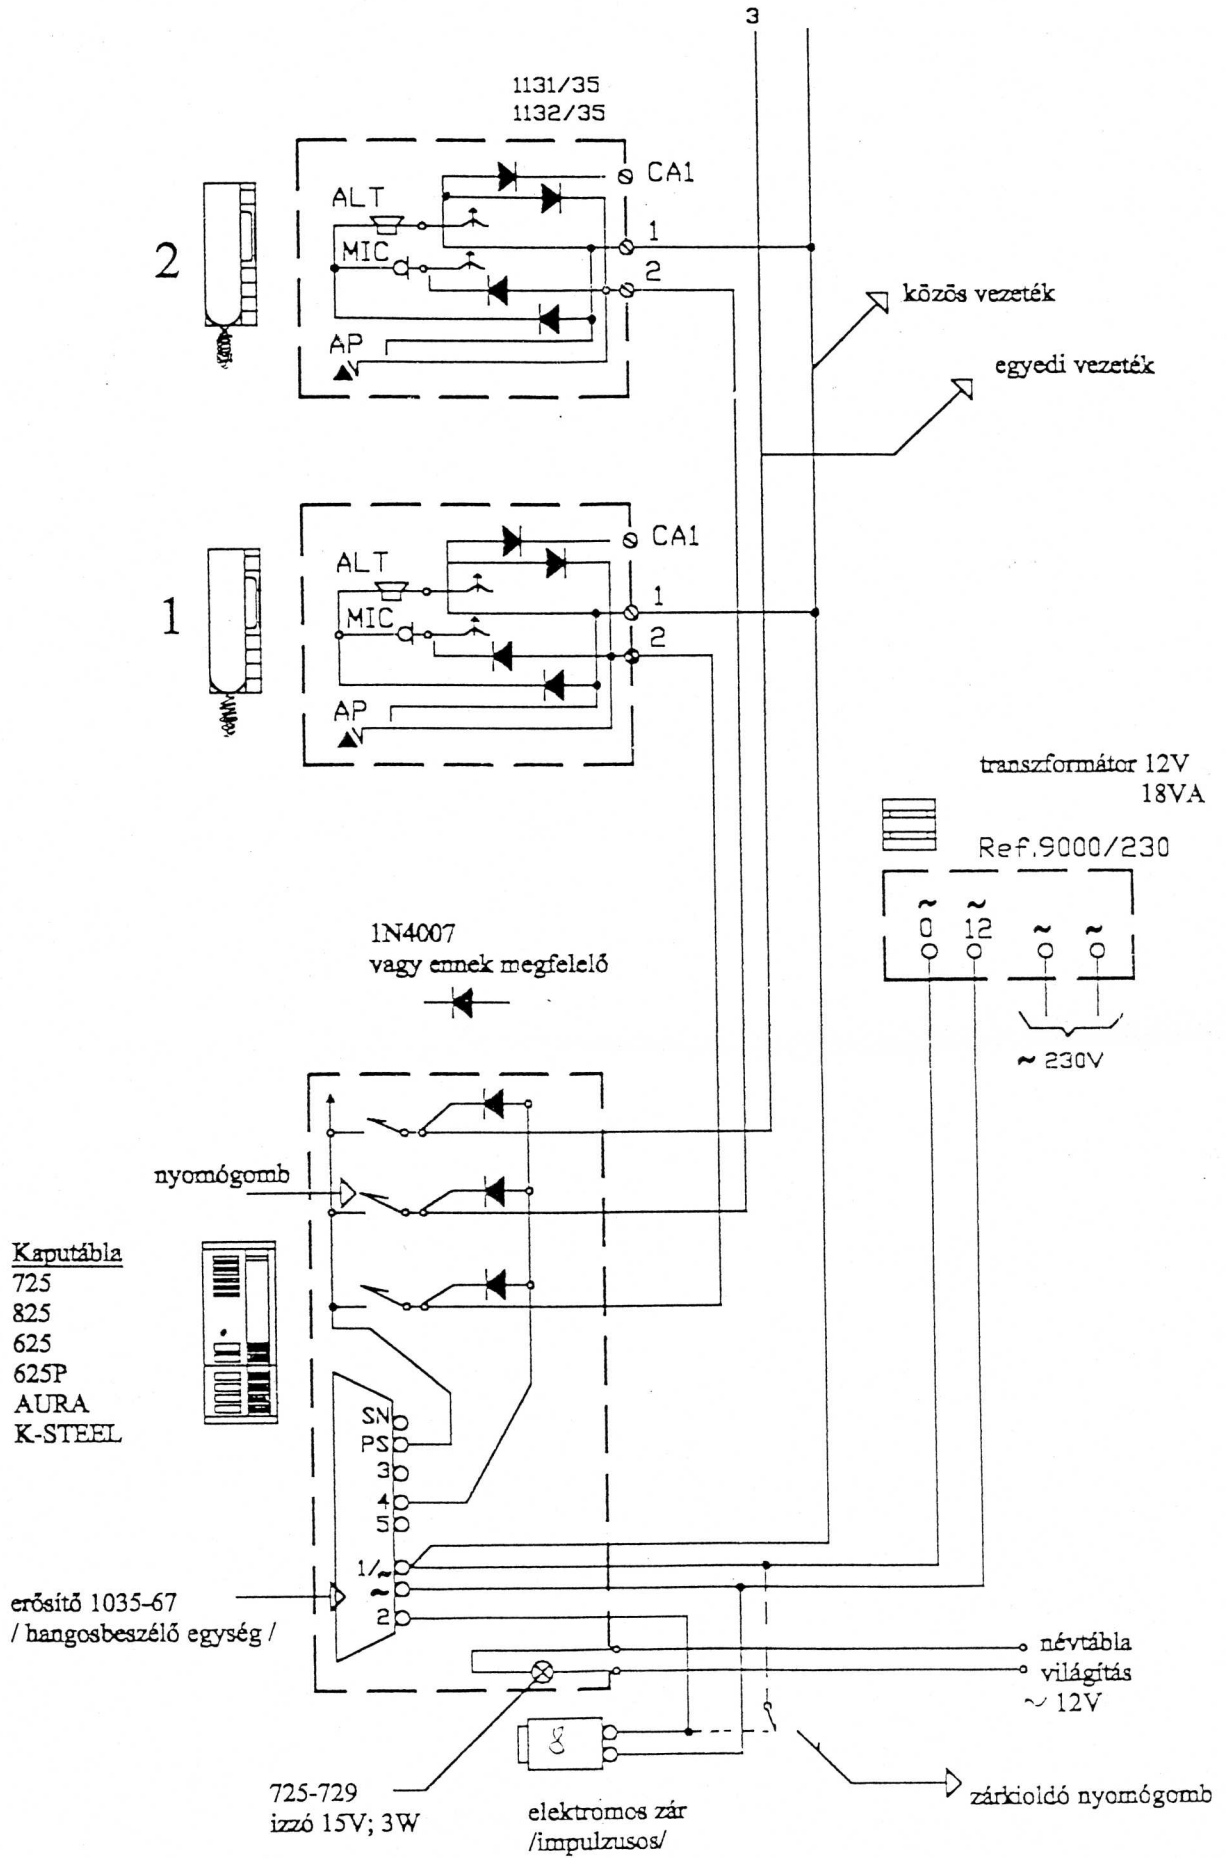 3
1131/35
1132/35
CA1
ALT
1
2
MIC
2
közös vezeték
AP
egyedi vezeték
CA1
ALT
1
1
MIC
2
AP
transzformátor 12V
18VA
Ref.9000/230
~ ~
0 12 ~ ~
1N4007
vagy ennek megfelelő
~ 230V
nyomógomb
Kaputábla
725
825
625
625P
AURA
K-STEEL
SN
PS
3
4
5
1/~
~
2
erősítő 1035-67
/ hangosbeszélő egység /
névtábla
világítás
~ 12V
8
725-729
izzó 15V; 3W
elektromos zár
/impulzusos/
zárkioldó nyomógomb